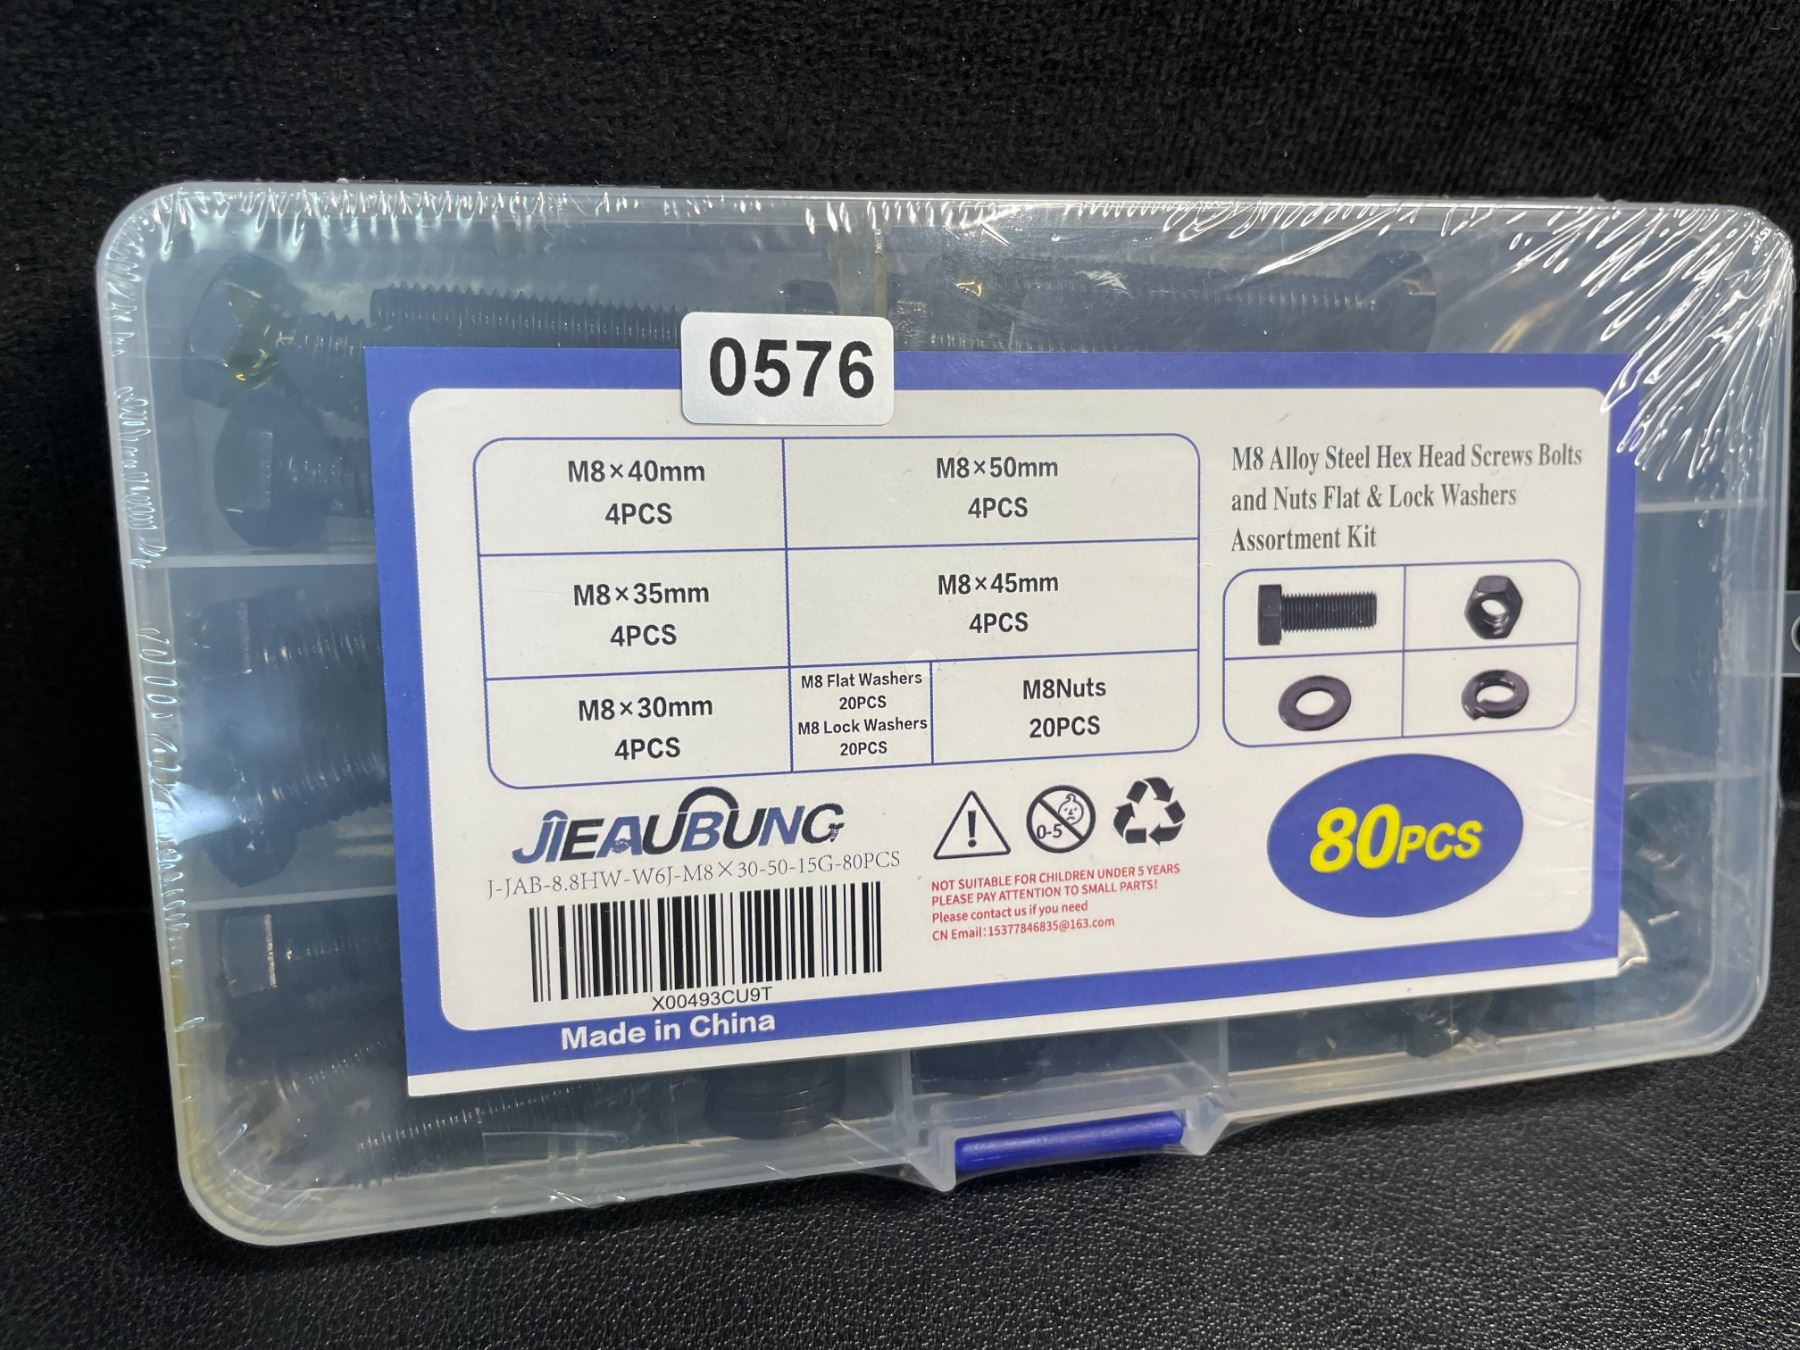 0576
M8×40mm
4PCS
M8×50mm
4PCS
M8×35mm
4PCS
M8×45mm
4PCS
M8×30mm
4PCS
M8 Flat Washers
20PCS
M8 Lock Washers
20PCS
M8Nuts
20PCS
M8 Alloy Steel Hex Head Screws Bolts
and Nuts Flat & Lock Washers
Assortment Kit
80PCS
JIEAUBUNG
J-JAB-8.8HW-W6J-M8×30-50-15G-80PCS
X00493CU9T
Made in China
0-5
NOT SUITABLE FOR CHILDREN UNDER 5 YEARS
PLEASE PAY ATTENTION TO SMALL PARTS!
Please contact us if you need
CN Email:15377846835@163.com